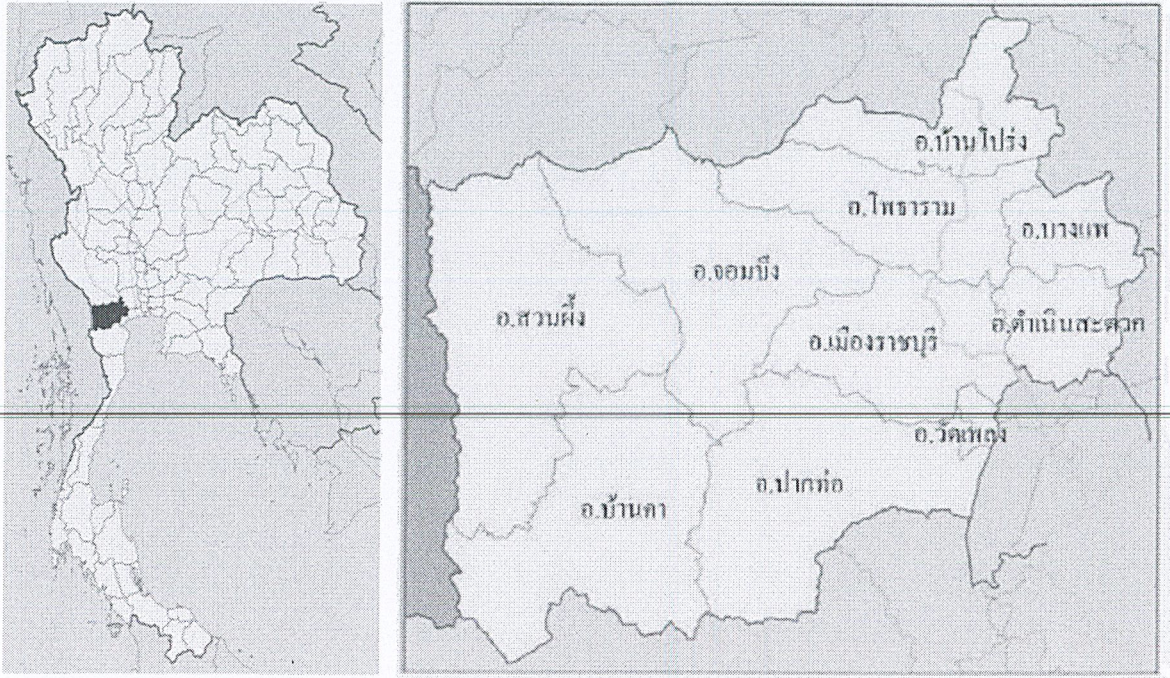 อ.บ้านโปร่ง
อ.โพธาราม
อ.บางแพ
อ.จอมบึง
อ.สวนผึ้ง
อ.ดำเนินสะดวก
อ.เมืองราชบุรี
อ.วัดเพลง
อ.ปากท่อ
อ.บ้านคา